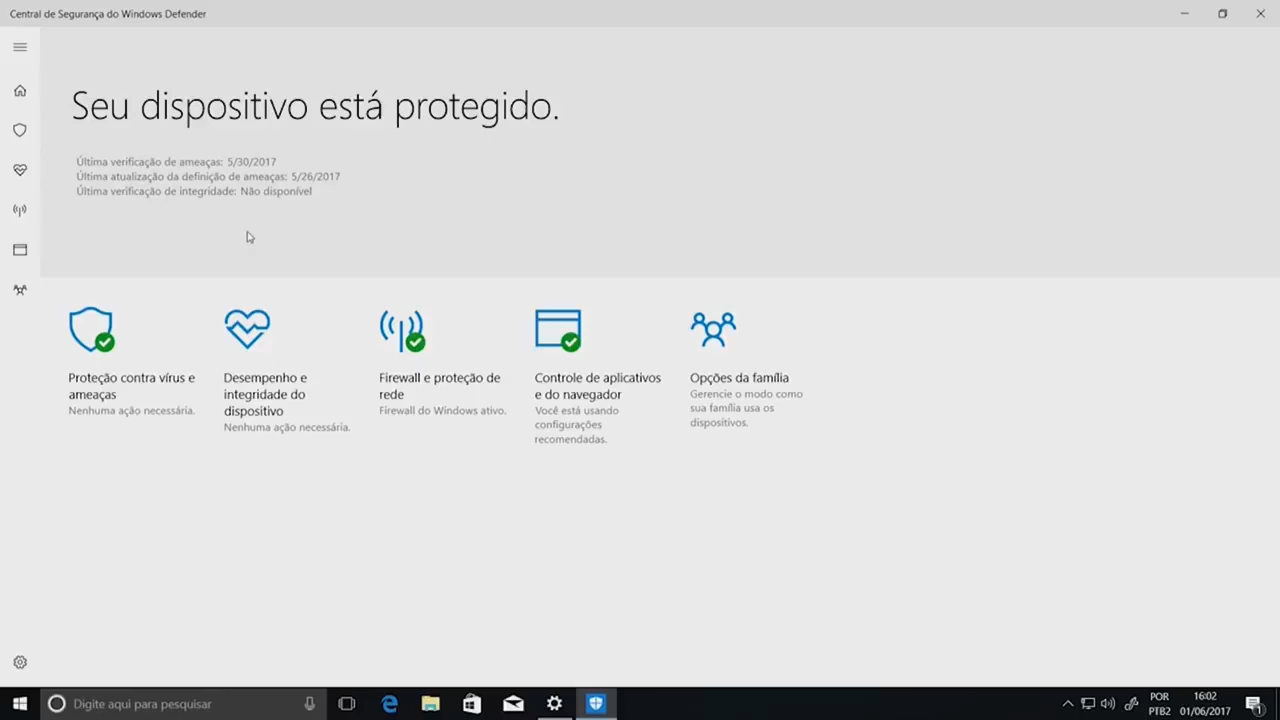 Central de Segurança do Windows Defender
Seu dispositivo está protegido.
Última verificação de ameaças: 5/30/2017
Última atualização da definição de ameaças: 5/26/2017
Última verificação de integridade: Não disponível
Proteção contra vírus e
ameaças
Nenhuma ação necessária.
Desempenho e
integridade do
dispositivo
Nenhuma ação necessária.
Firewall e proteção de
rede
Firewall do Windows ativo.
Controle de aplicativos
e do navegador
Você está usando
configurações
recomendadas.
Opções da família
Gerencie o modo como
sua família usa os
dispositivos.
Digite aqui para pesquisar
POR
PTB2
16:02
01/06/2017
1